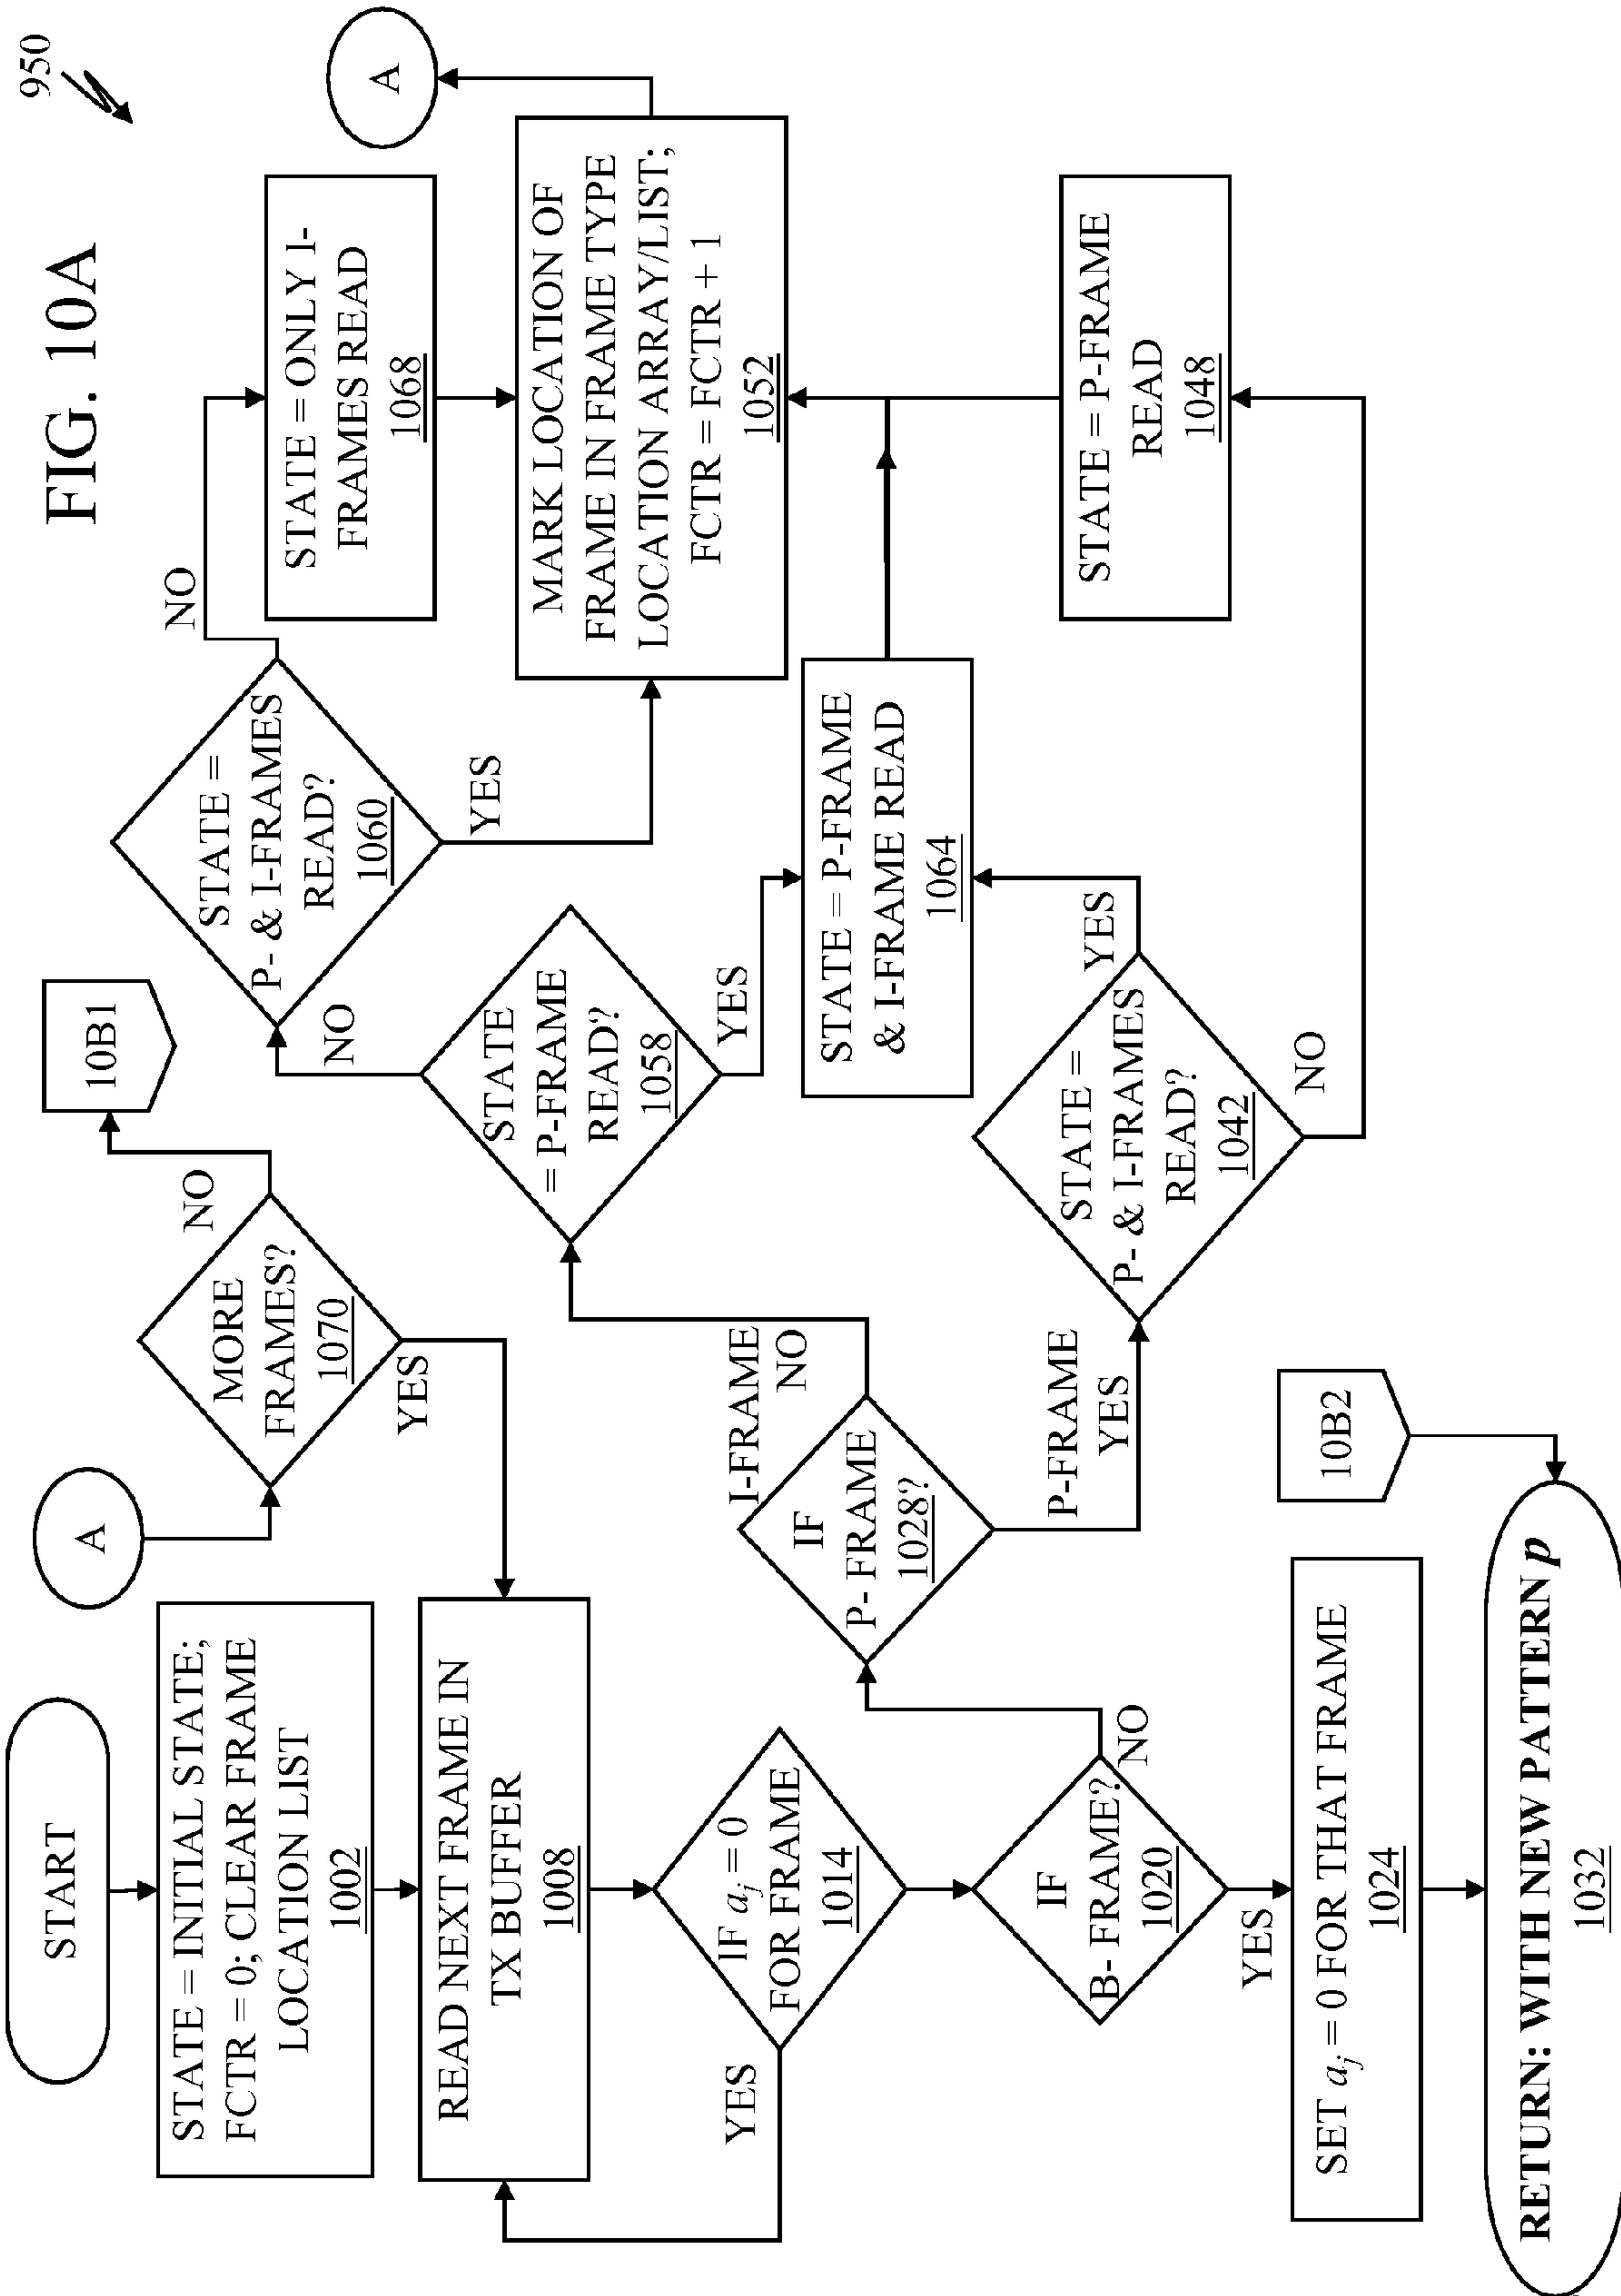 FIG. 10A
950
START
STATE = INITIAL STATE;
FCTR = 0; CLEAR FRAME
LOCATION LIST
1002
A
MORE
FRAMES?
1070
NO
YES
10B1
READ NEXT FRAME IN
TX BUFFER
1008
IF aj = 0
FOR FRAME
1014
YES
IF
B- FRAME?
1020
NO
YES
SET aj = 0 FOR THAT FRAME
1024
RETURN: WITH NEW PATTERN p
1032
10B2
IF
P- FRAME
1028?
I-FRAME
NO
P-FRAME
YES
STATE
= P-FRAME
READ?
1058
NO
YES
STATE =
P- & I-FRAMES
READ?
1060
NO
YES
STATE =
P- & I-FRAMES
READ?
1042
YES
NO
STATE = P-FRAME
& I-FRAME READ
1064
STATE = ONLY I-
FRAMES READ
1068
MARK LOCATION OF
FRAME IN FRAME TYPE
LOCATION ARRAY/LIST;
FCTR = FCTR + 1
1052
STATE = P-FRAME
READ
1048
A